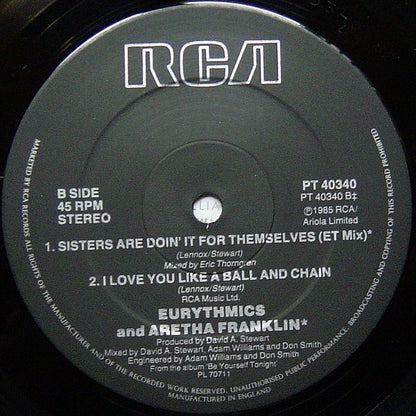 RCA
B SIDE
45 RPM
STEREO
PT 40340
PT 40340 B‡
Ⓟ1985 RCA/
Ariola Limited
1. SISTERS ARE DOIN' IT FOR THEMSELVES (ET Mix)*
(Lennox/Stewart)
Mixed by Eric Thorngren
2. I LOVE YOU LIKE A BALL AND CHAIN
(Lennox/Stewart)
RCA Music Ltd.
EURYTHMICS
and ARETHA FRANKLIN*
Produced by David A. Stewart
Mixed by David A. Stewart, Adam Williams and Don Smith
Engineered by Adam Williams and Don Smith
From the album 'Be Yourself Tonight'
PL 70711
MARKETED BY RCA RECORDS. ALL RIGHTS OF THE MANUFACTURER AND OF THE RECORDED WORK RESERVED. UNAUTHORISED PUBLIC PERFORMANCE, BROADCASTING AND COPYING OF THIS RECORD PROHIBITED
MANUFACTURED IN ENGLAND